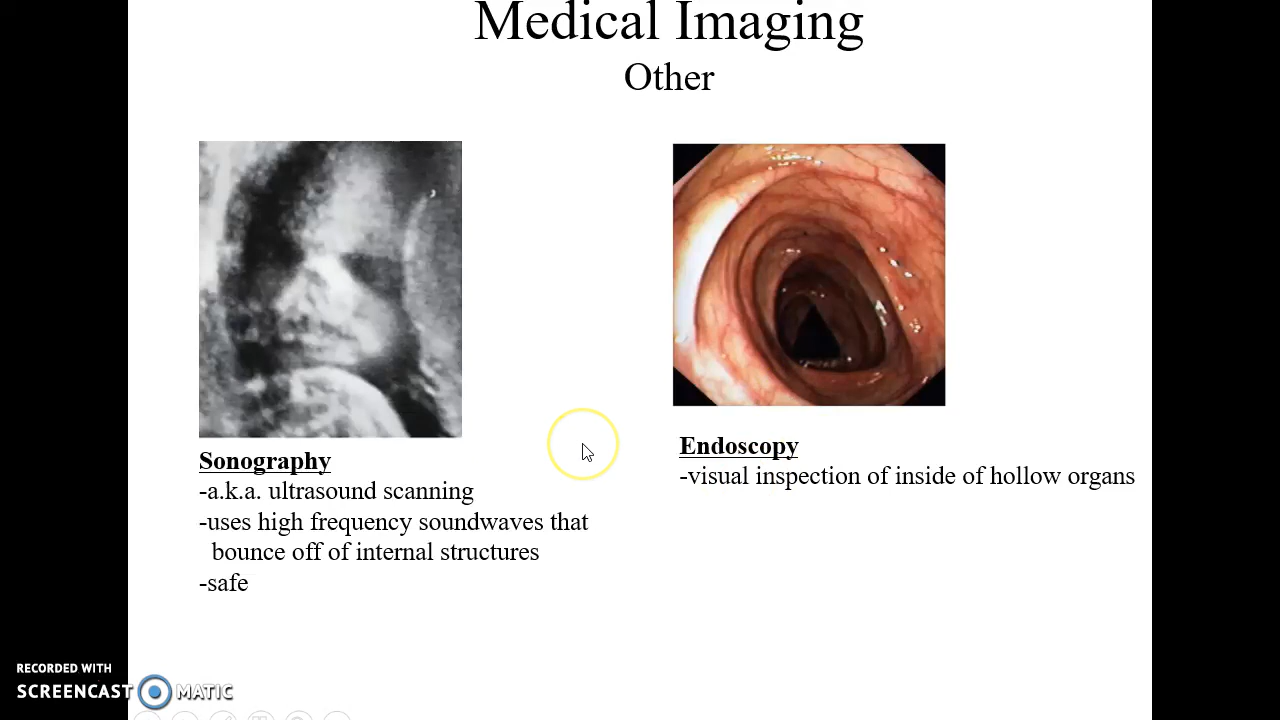 Medical Imaging
Other
Sonography
-a.k.a. ultrasound scanning
-uses high frequency soundwaves that
bounce off of internal structures
-safe
Endoscopy
-visual inspection of inside of hollow organs
RECORDED WITH
SCREENCAST MATIC